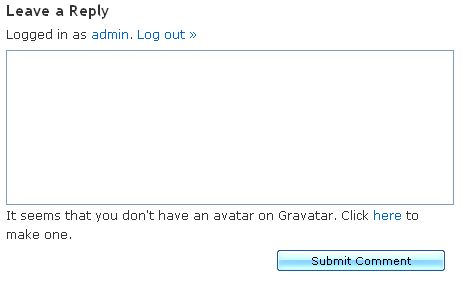 Leave a Reply
Logged in as admin. Log out »
It seems that you don't have an avatar on Gravatar. Click here to
make one.
Submit Comment